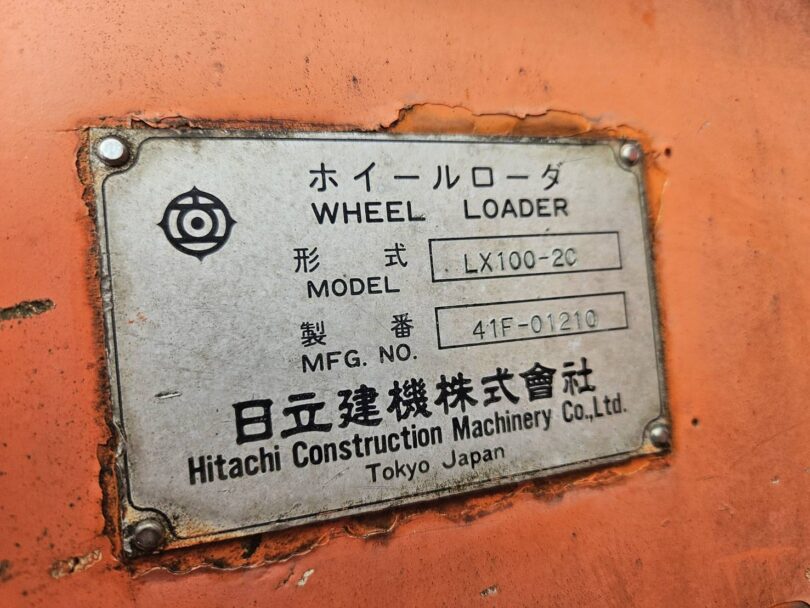 ホイールローダ
WHEEL LOADER
形式 LX100-2C
MODEL
製番 41F-01210
MFG. NO.
日立建機株式會社
Hitachi Construction Machinery Co.,Ltd.
Tokyo Japan